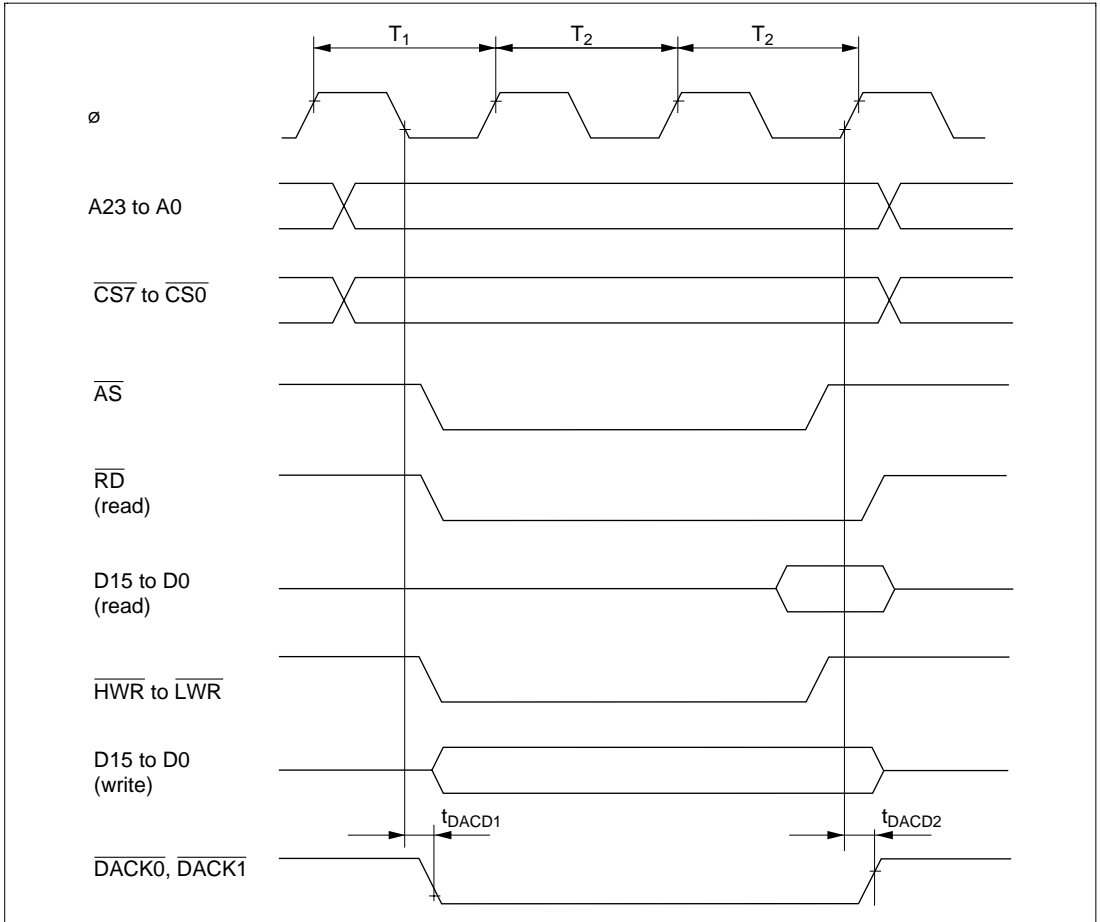 T1 T2 T2
ø
A23 to A0
CS7 to CS0
AS
RD
(read)
D15 to D0
(read)
HWR to LWR
D15 to D0
(write)
tDACD1 tDACD2
DACK0, DACK1